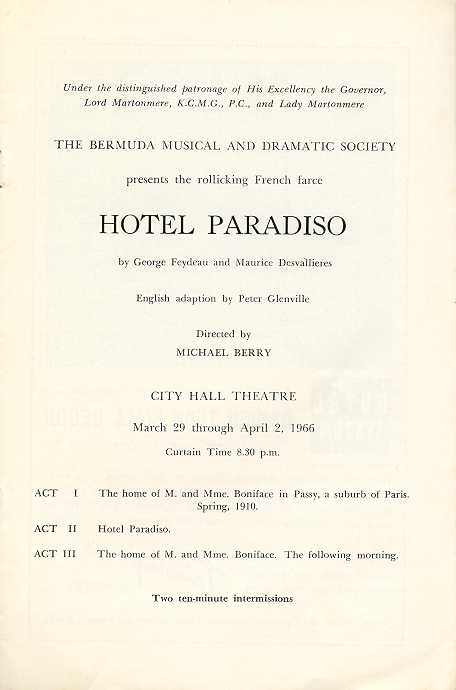 Under the distinguished patronage of His Excellency the Governor,
Lord Martonmere, K.C.M.G., P.C., and Lady Martonmere
THE BERMUDA MUSICAL AND DRAMATIC SOCIETY
presents the rollicking French farce
HOTEL PARADISO
by George Feydeau and Maurice Desvallieres
English adaption by Peter Glenville
Directed by
MICHAEL BERRY
CITY HALL THEATRE
March 29 through April 2, 1966
Curtain Time 8.30 p.m.
ACT I The home of M. and Mme. Boniface in Passy, a suburb of Paris.
Spring, 1910.
ACT II Hotel Paradiso.
ACT III The home of M. and Mme. Boniface. The following morning.
Two ten-minute intermissions